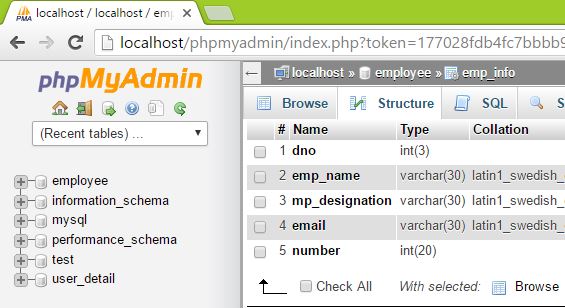 localhost / localhost / emp
PMA
localhost/phpmyadmin/index.php?token=177028fdb4fc7bbbb9
phpMyAdmin
(Recent tables) ...
employee
information_schema
mysql
performance_schema
test
user_detail
localhost » employee » emp_info
Browse Structure SQL S
# Name Type Collation
1 dno int(3)
2 emp_name varchar(30) latin1_swedish_
3 mp_designation varchar(30) latin1_swedish_
4 email varchar(30) latin1_swedish_
5 number int(20)
Check All With selected: Browse